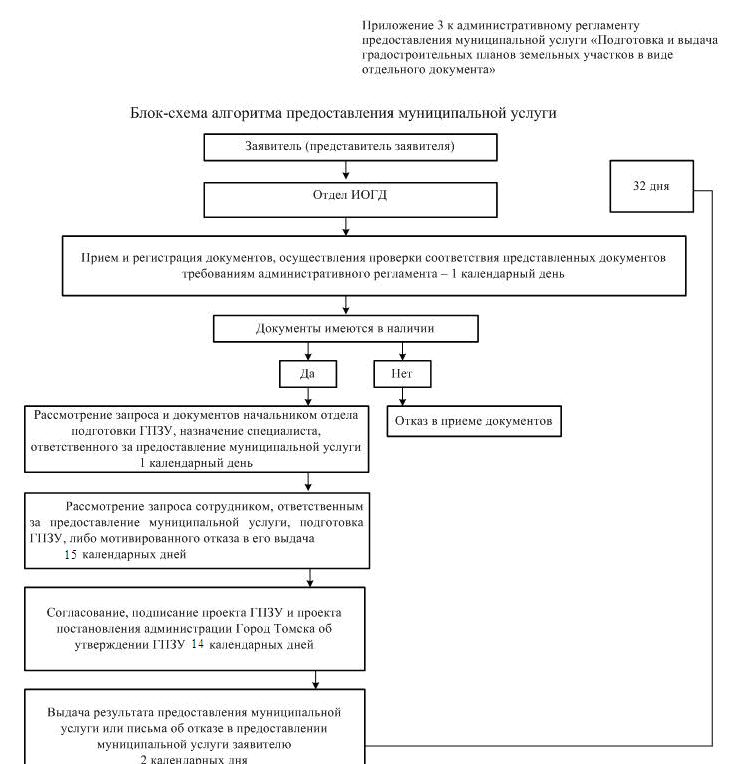 Приложение 3 к административному регламенту
предоставления муниципальной услуги «Подготовка и выдача
градостроительных планов земельных участков в виде
отдельного документа»
Блок-схема алгоритма предоставления муниципальной услуги
Заявитель (представитель заявителя)
Отдел ИОГД
32 дня
Прием и регистрация документов, осуществления проверки соответствия представленных документов
требованиям административного регламента – 1 календарный день
Документы имеются в наличии
Да
Нет
Рассмотрение запроса и документов начальником отдела
подготовки ГПЗУ, назначение специалиста,
ответственного за предоставление муниципальной услуги
1 календарный день
Отказ в приеме документов
Рассмотрение запроса сотрудником, ответственным
за предоставление муниципальной услуги, подготовка
ГПЗУ, либо мотивированного отказа в его выдача
15 календарных дней
Согласование, подписание проекта ГПЗУ и проекта
постановления администрации Город Томска об
утверждении ГПЗУ 14 календарных дней
Выдача результата предоставления муниципальной
услуги или письма об отказе в предоставлении
муниципальной услуги заявителю
2 календарных дня